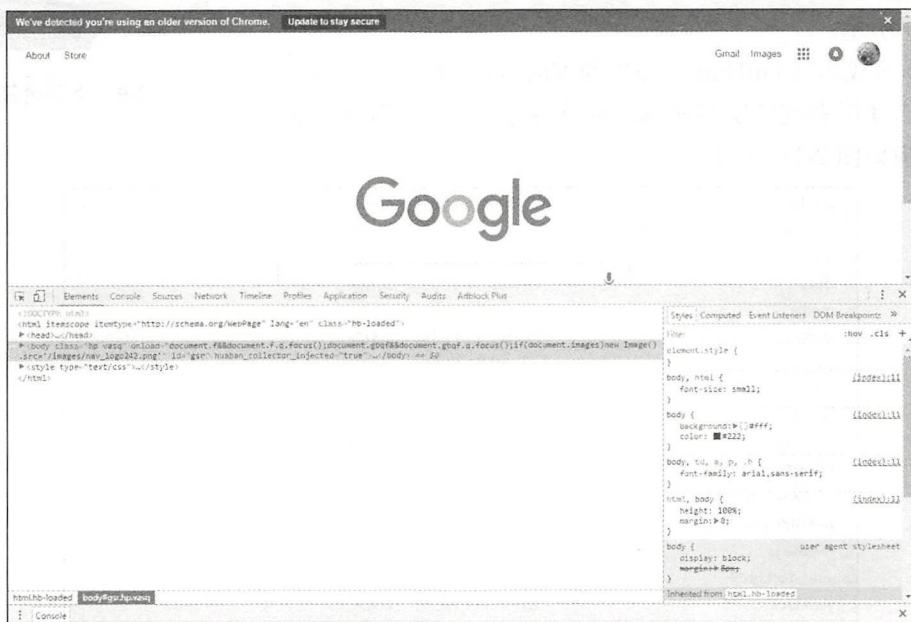 We've detected you're using an older version of Chrome. Update to stay secure ×
About Store Gmail Images
Google
Elements Console Sources Network Timeline Profiles Application Security Audits Adblock Plus
<!DOCTYPE html>
<html itemscope itemtype="http://schema.org/WebPage" lang="en" class="hb-loaded">
▶<head>…</head>
▶<body class="hp vasq" onload="document.f&&document.f.q.focus();document.gbqf&&document.gbqf.q.focus();if(document.images)new Image()
.src='/images/nav_logo242.png'" id="gsr" huaban_collector_injected="true">…</body> == $0
▶<style type="text/css">…</style>
</html>
html.hb-loaded body#gsr.hp.vasq
Styles Computed Event Listeners DOM Breakpoints »
Filter :hov .cls +
element.style {
}
body, html { (index):11
font-size: small;
}
body { (index):11
background:▶#fff;
color: #222;
}
body, td, a, p, .h { (index):11
font-family: arial,sans-serif;
}
html, body { (index):11
height: 100%;
margin:▶0;
}
body { user agent stylesheet
display: block;
margin:▶8px;
}
Inherited from html.hb-loaded
Console ×